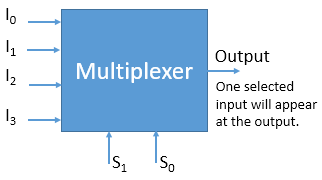 I0
I1
I2
I3
Multiplexer
Output
One selected
input will appear
at the output.
S1
S0